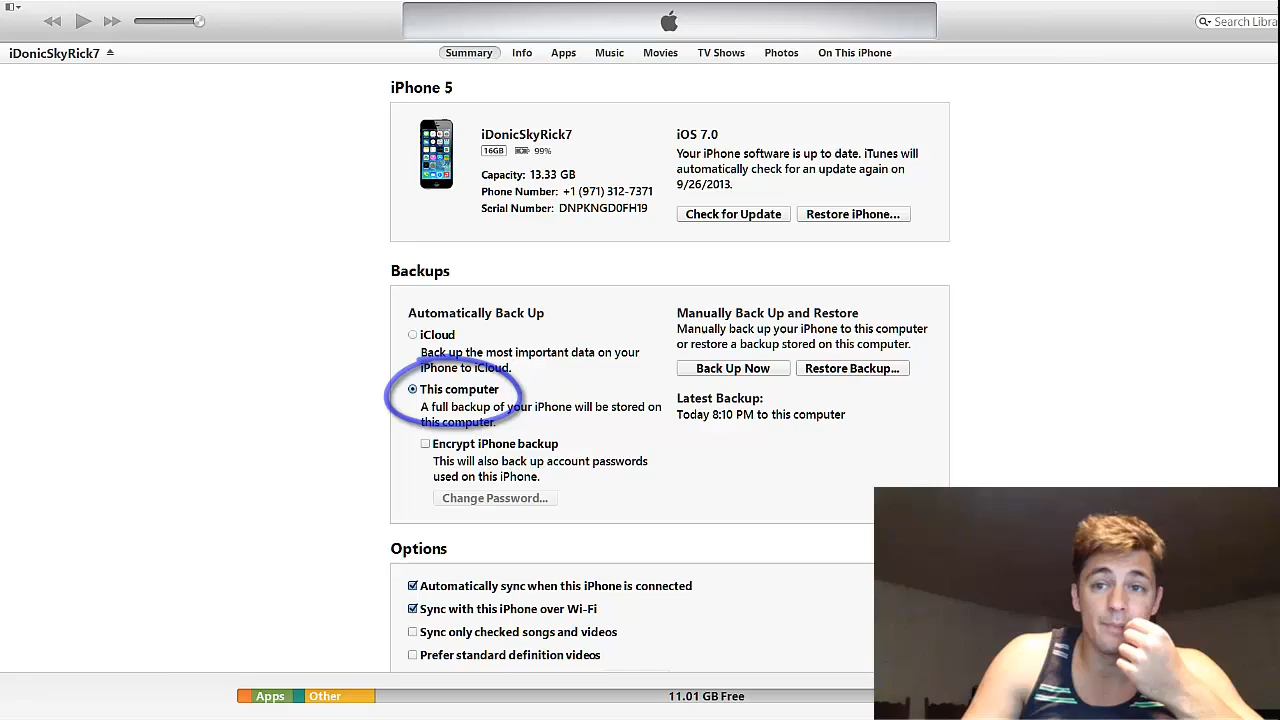 Search Libra
iDonicSkyRick7
Summary Info Apps Music Movies TV Shows Photos On This iPhone
iPhone 5
iDonicSkyRick7
16GB 99%
Capacity: 13.33 GB
Phone Number: +1 (971) 312-7371
Serial Number: DNPKNGD0FH19
iOS 7.0
Your iPhone software is up to date. iTunes will
automatically check for an update again on
9/26/2013.
Check for Update Restore iPhone...
Backups
Automatically Back Up
iCloud
Back up the most important data on your
iPhone to iCloud.
This computer
A full backup of your iPhone will be stored on
this computer.
Encrypt iPhone backup
This will also back up account passwords
used on this iPhone.
Change Password...
Manually Back Up and Restore
Manually back up your iPhone to this computer
or restore a backup stored on this computer.
Back Up Now Restore Backup...
Latest Backup:
Today 8:10 PM to this computer
Options
Automatically sync when this iPhone is connected
Sync with this iPhone over Wi-Fi
Sync only checked songs and videos
Prefer standard definition videos
Apps Other 11.01 GB Free